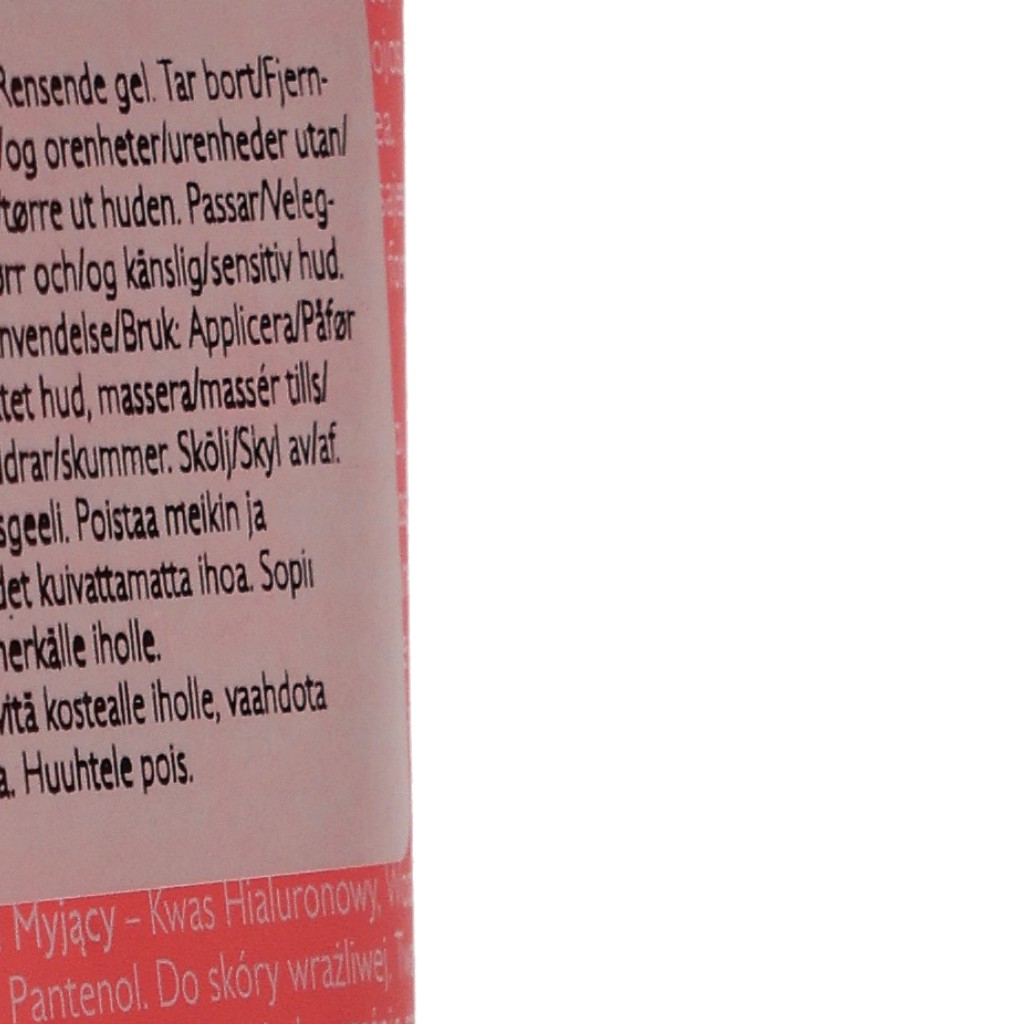 Rensende gel. Tar bort/Fjern-
/og orenheter/urenheder utan/
tørre ut huden. Passar/Veleg-
ørr och/og känslig/sensitiv hud.
nvendelse/Bruk: Applicera/Påfør
tet hud, massera/massér tills/
drar/skummer. Skölj/Skyl av/af.
sgeeli. Poistaa meikin ja
det kuivattamatta ihoa. Sopii
herkälle iholle.
vitä kostealle iholle, vaahdota
a. Huuhtele pois.
Myjący – Kwas Hialuronowy,
Pantenol. Do skóry wrażliwej.